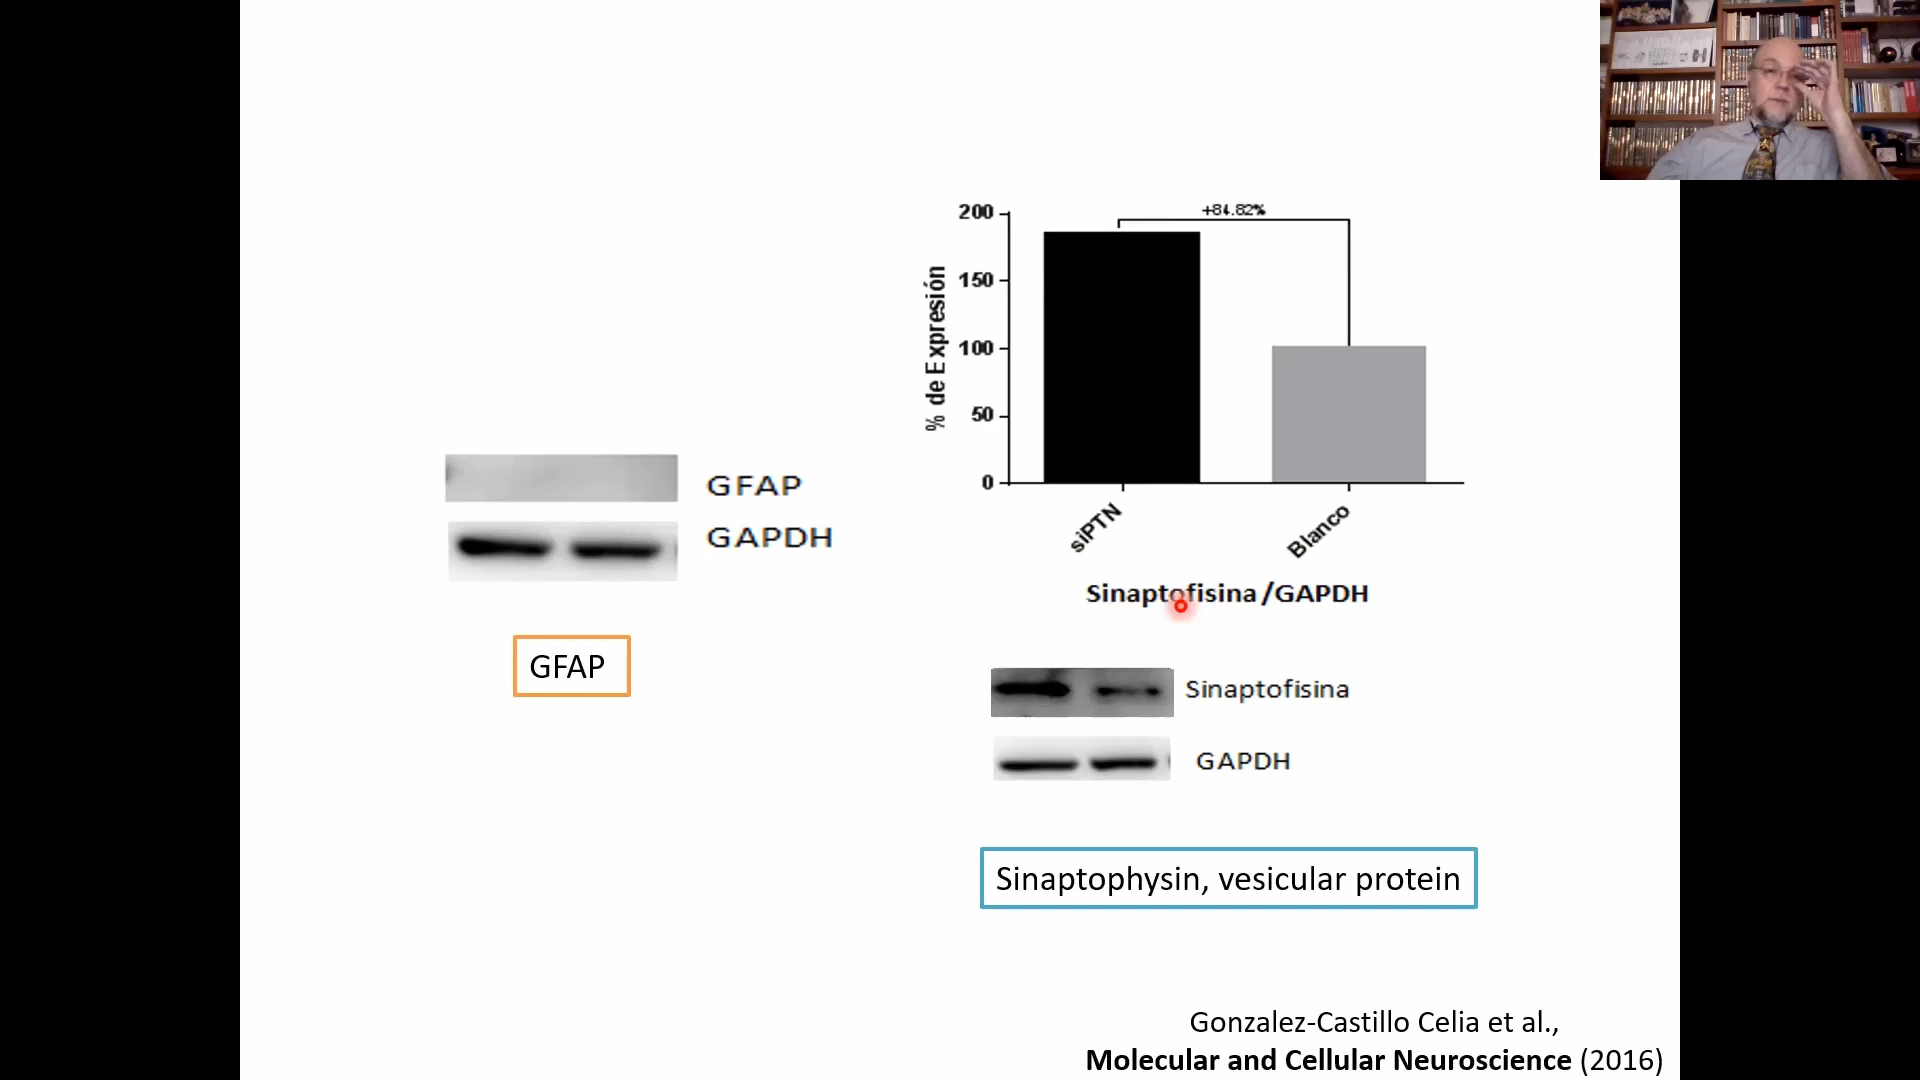 GFAP
GAPDH
GFAP
+84.82%
200
150
100
50
0
% de Expresión
siPTN
Blanco
Sinaptofisina/GAPDH
Sinaptofisina
GAPDH
Sinaptophysin, vesicular protein
Gonzalez-Castillo Celia et al.,
Molecular and Cellular Neuroscience (2016)